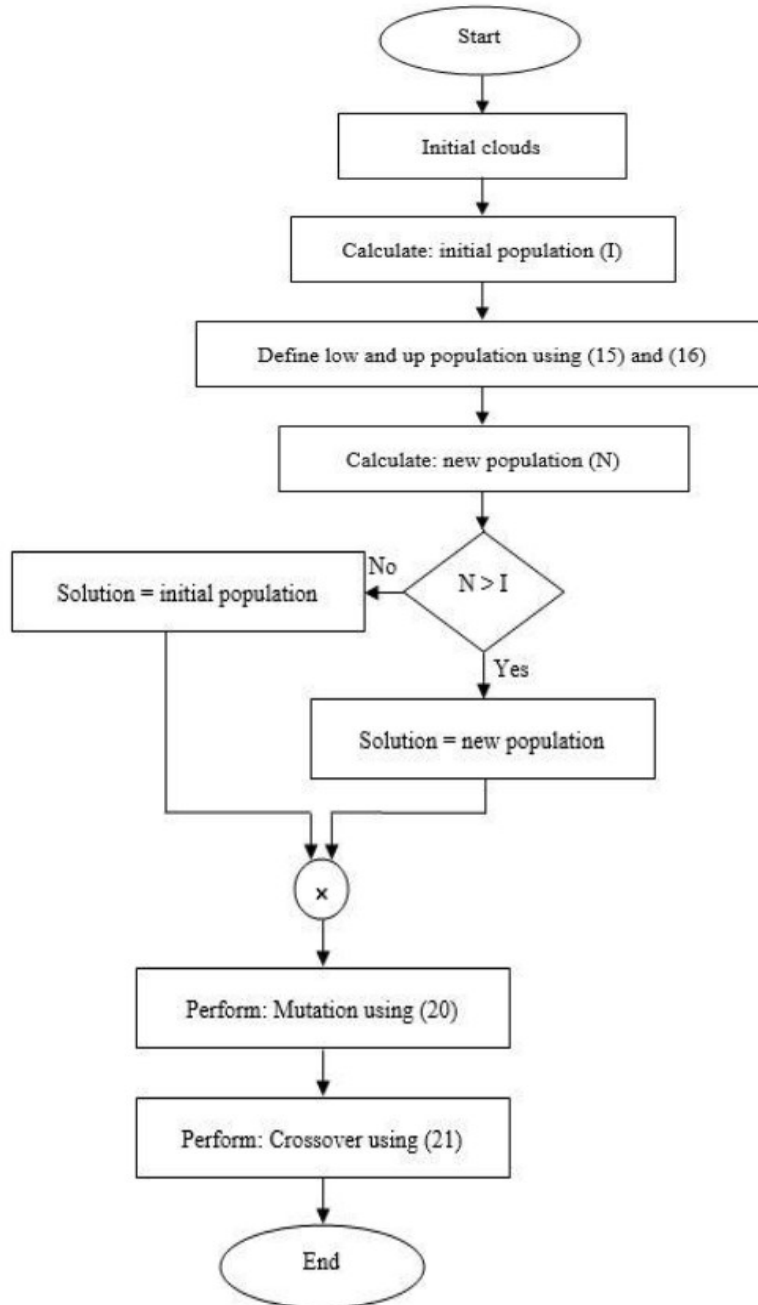 Start
Initial clouds
Calculate: initial population (I)
Define low and up population using (15) and (16)
Calculate: new population (N)
N > I
No
Solution = initial population
Yes
Solution = new population
×
Perform: Mutation using (20)
Perform: Crossover using (21)
End